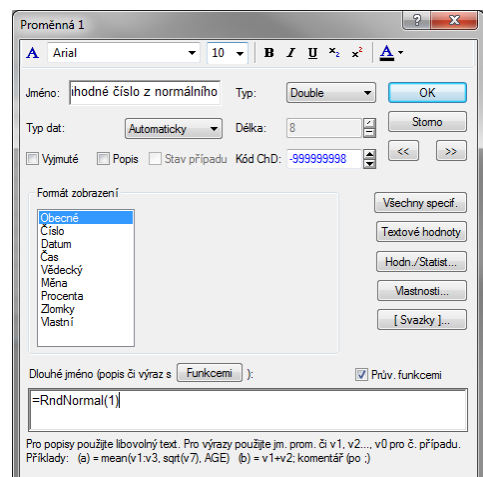 Proměnná 1
A Arial 10 B I U x₂ x² A
Jméno: íhodné číslo z normálního Typ: Double OK
Typ dat: Automaticky Délka: 8 Storno
Vyjmuté Popis Stav případu Kód ChD: -999999998 << >>
Formát zobrazení
Všechny specif.
Obecné
Číslo
Textové hodnoty
Datum
Čas
Hodn./Statist...
Vědecký
Měna
Vlastnosti...
Procenta
Zlomky
[ Svazky ]...
Vlastní
Dlouhé jméno (popis či výraz s Funkcemi ): Prův. funkcemi
=RndNormal(1)
Pro popisy použijte libovolný text. Pro výrazy použijte jm. prom. či v1, v2..., v0 pro č. případu.
Příklady: (a) = mean(v1:v3, sqrt(v7), AGE) (b) = v1+v2; komentář (po ;)